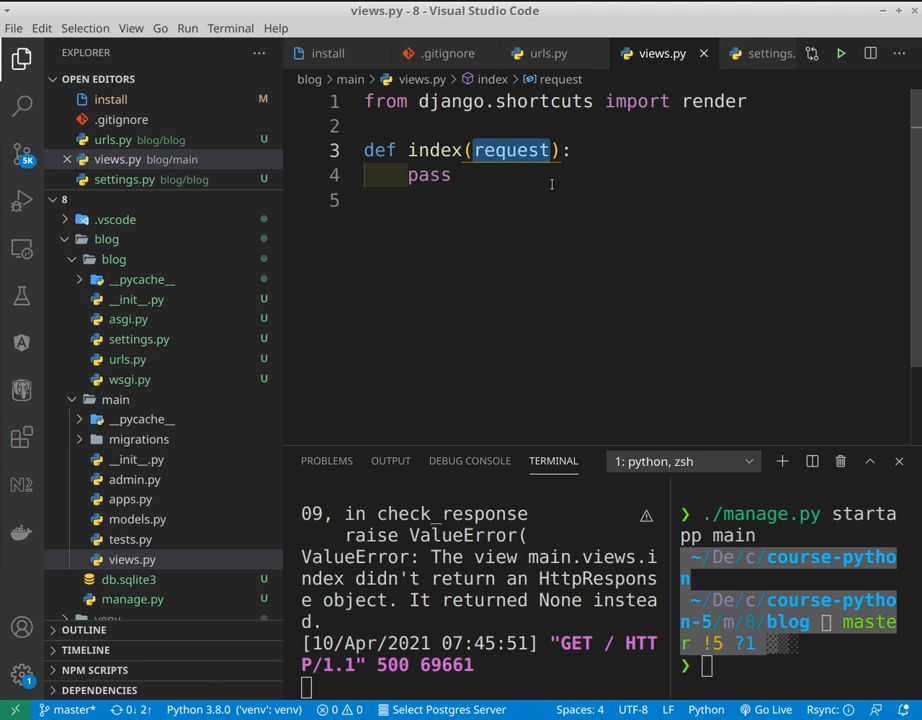 views.py - 8 - Visual Studio Code
File Edit Selection View Go Run Terminal Help
EXPLORER
OPEN EDITORS
install M
.gitignore
urls.py blog/blog U
views.py blog/main
settings.py blog/blog U
8
.vscode
blog
blog
__pycache__
__init__.py U
asgi.py U
settings.py U
urls.py U
wsgi.py U
main
__pycache__
migrations
__init__.py
admin.py
apps.py
models.py
tests.py
views.py
db.sqlite3 U
manage.py U
OUTLINE
TIMELINE
NPM SCRIPTS
DEPENDENCIES
5K
N2
1
install .gitignore urls.py views.py settings.
blog > main > views.py > index > request
1 from django.shortcuts import render
2
3 def index(request):
4 pass
5
PROBLEMS OUTPUT DEBUG CONSOLE TERMINAL 1: python, zsh
09, in check_response
raise ValueError(
ValueError: The view main.views.i
ndex didn't return an HttpRespons
e object. It returned None instea
d.
[10/Apr/2021 07:45:51] "GET / HTT
P/1.1" 500 69661
❯ ./manage.py starta
pp main
~/De/c/course-pytho
n
~/De/c/course-pytho
n-5/m/8/blog maste
r !5 ?1
❯
master* 0↓ 2↑ Python 3.8.0 ('venv': venv) 0 0 Select Postgres Server Spaces: 4 UTF-8 LF Python Go Live Rsync: